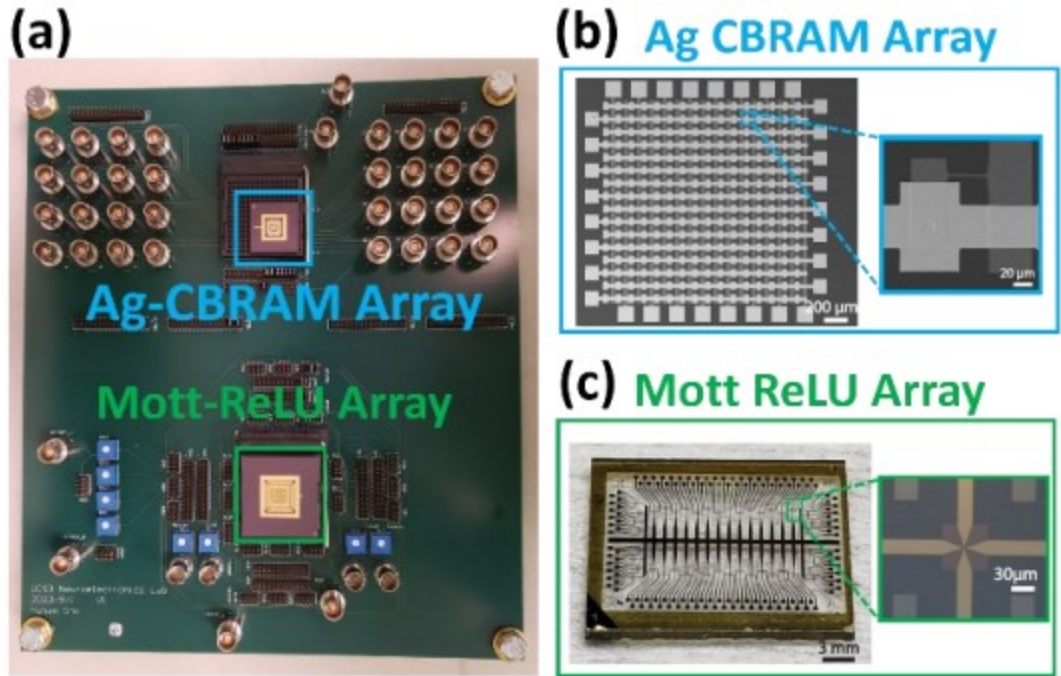 (a)
Ag-CBRAM Array
Mott-ReLU Array
UCSD Neuroelectronics Lab
(b) Ag CBRAM Array
200 µm
20 µm
(c) Mott ReLU Array
3 mm
30µm